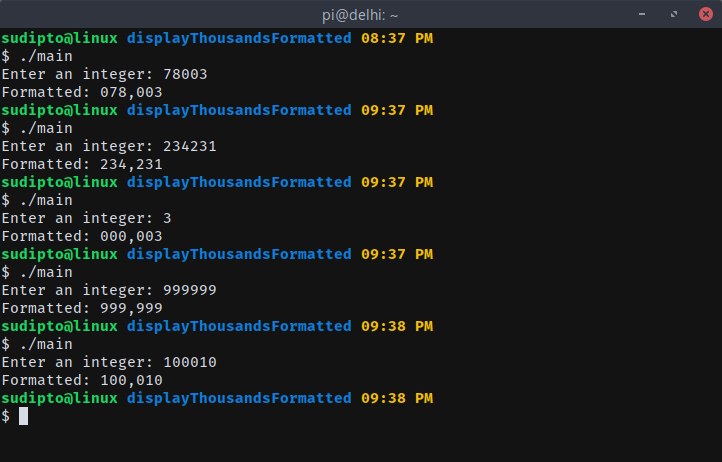 pi@delhi: ~
sudipto@linux displayThousandsFormatted 08:37 PM
$ ./main
Enter an integer: 78003
Formatted: 078,003
sudipto@linux displayThousandsFormatted 09:37 PM
$ ./main
Enter an integer: 234231
Formatted: 234,231
sudipto@linux displayThousandsFormatted 09:37 PM
$ ./main
Enter an integer: 3
Formatted: 000,003
sudipto@linux displayThousandsFormatted 09:37 PM
$ ./main
Enter an integer: 999999
Formatted: 999,999
sudipto@linux displayThousandsFormatted 09:38 PM
$ ./main
Enter an integer: 100010
Formatted: 100,010
sudipto@linux displayThousandsFormatted 09:38 PM
$